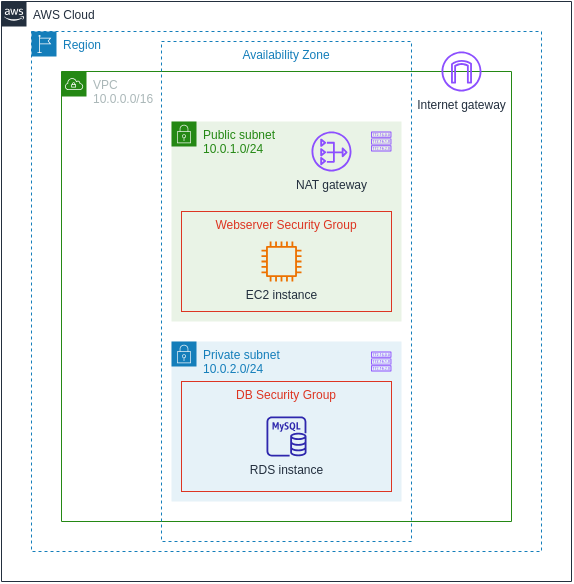 aws
AWS Cloud
Region
Availability Zone
VPC
10.0.0.0/16
Internet gateway
Public subnet
10.0.1.0/24
NAT gateway
Webserver Security Group
EC2 instance
Private subnet
10.0.2.0/24
DB Security Group
MySQL
RDS instance